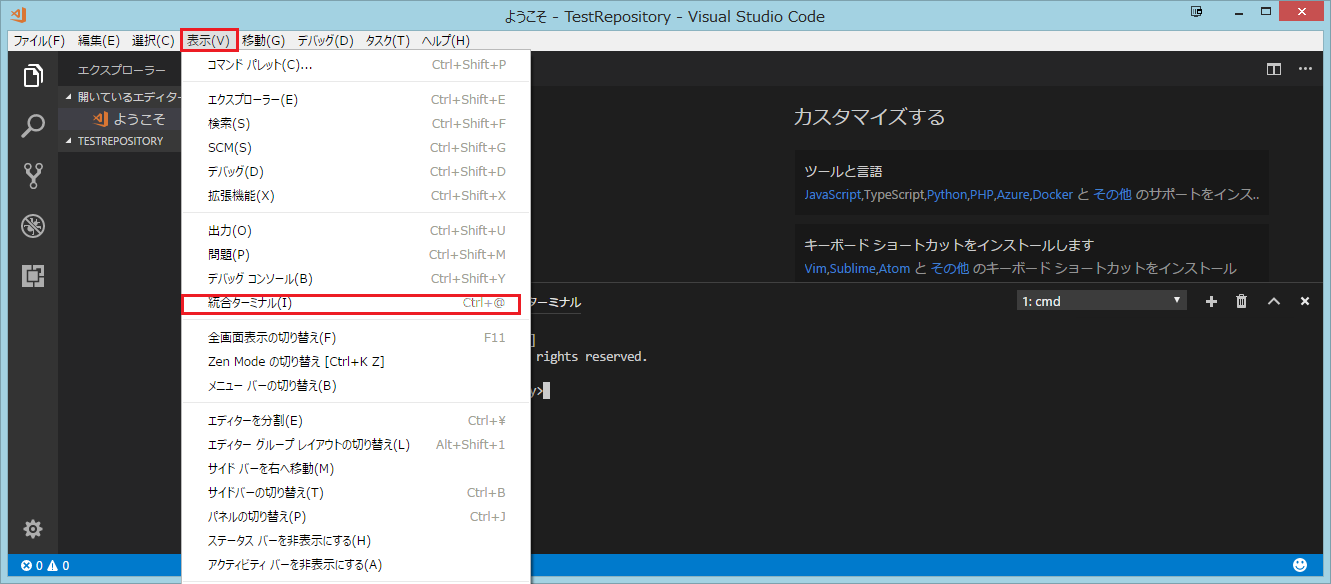 ようこそ - TestRepository - Visual Studio Code
ファイル(F) 編集(E) 選択(C) 表示(V) 移動(G) デバッグ(D) タスク(T) ヘルプ(H)
エクスプローラー
開いているエディター
ようこそ
TESTREPOSITORY
コマンド パレット(C)... Ctrl+Shift+P
エクスプローラー(E) Ctrl+Shift+E
検索(S) Ctrl+Shift+F
SCM(S) Ctrl+Shift+G
デバッグ(D) Ctrl+Shift+D
拡張機能(X) Ctrl+Shift+X
出力(O) Ctrl+Shift+U
問題(P) Ctrl+Shift+M
デバッグ コンソール(B) Ctrl+Shift+Y
統合ターミナル(I) Ctrl+@
全画面表示の切り替え(F) F11
Zen Mode の切り替え [Ctrl+K Z]
メニュー バーの切り替え(B)
エディターを分割(E) Ctrl+¥
エディター グループ レイアウトの切り替え(L) Alt+Shift+1
サイド バーを右へ移動(M)
サイドバーの切り替え(T) Ctrl+B
パネルの切り替え(P) Ctrl+J
ステータス バーを非表示にする(H)
アクティビティ バーを非表示にする(A)
カスタマイズする
ツールと言語
JavaScript,TypeScript,Python,PHP,Azure,Docker と その他 のサポートをインス..
キーボード ショートカットをインストールします
Vim,Sublime,Atom と その他 のキーボード ショートカットをインストール
ターミナル
1: cmd
]
rights reserved.
y>
0 0